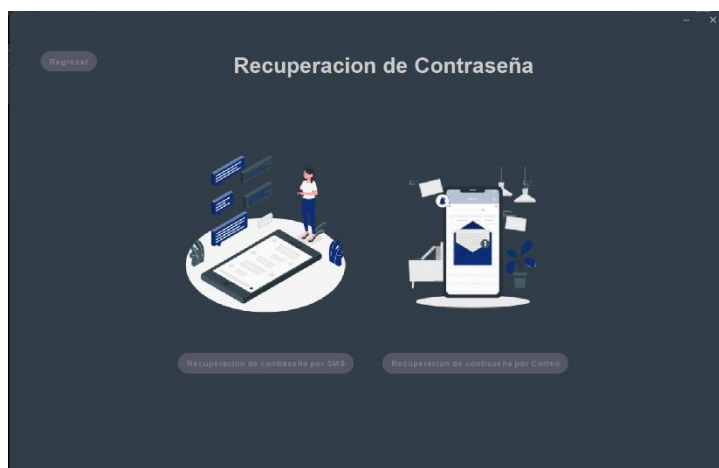 Regresar
Recuperacion de Contraseña
Recuperacion de contraseña por SMS
Recuperacion de contraseña por Correo